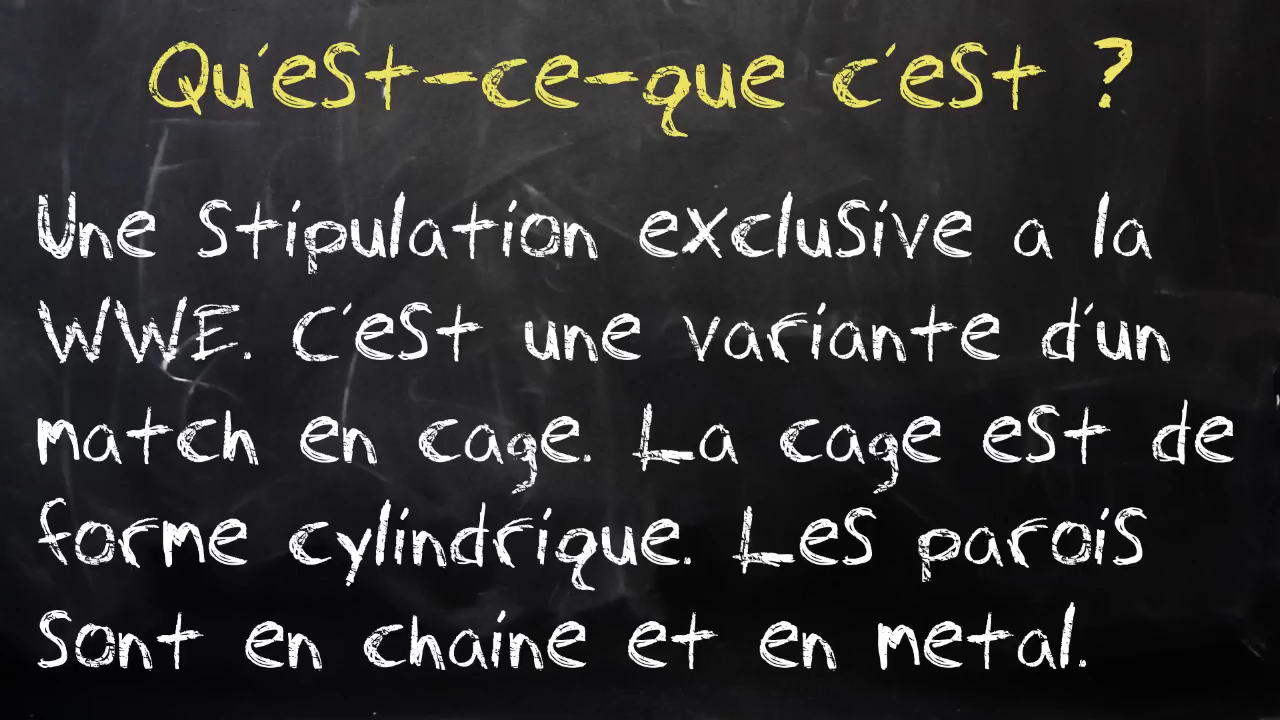 Qu'est-ce-que c'est ?
Une stipulation exclusive a la
WWE. C'est une variante d'un
match en cage. La cage est de
forme cylindrique. Les parois
sont en chaine et en metal.